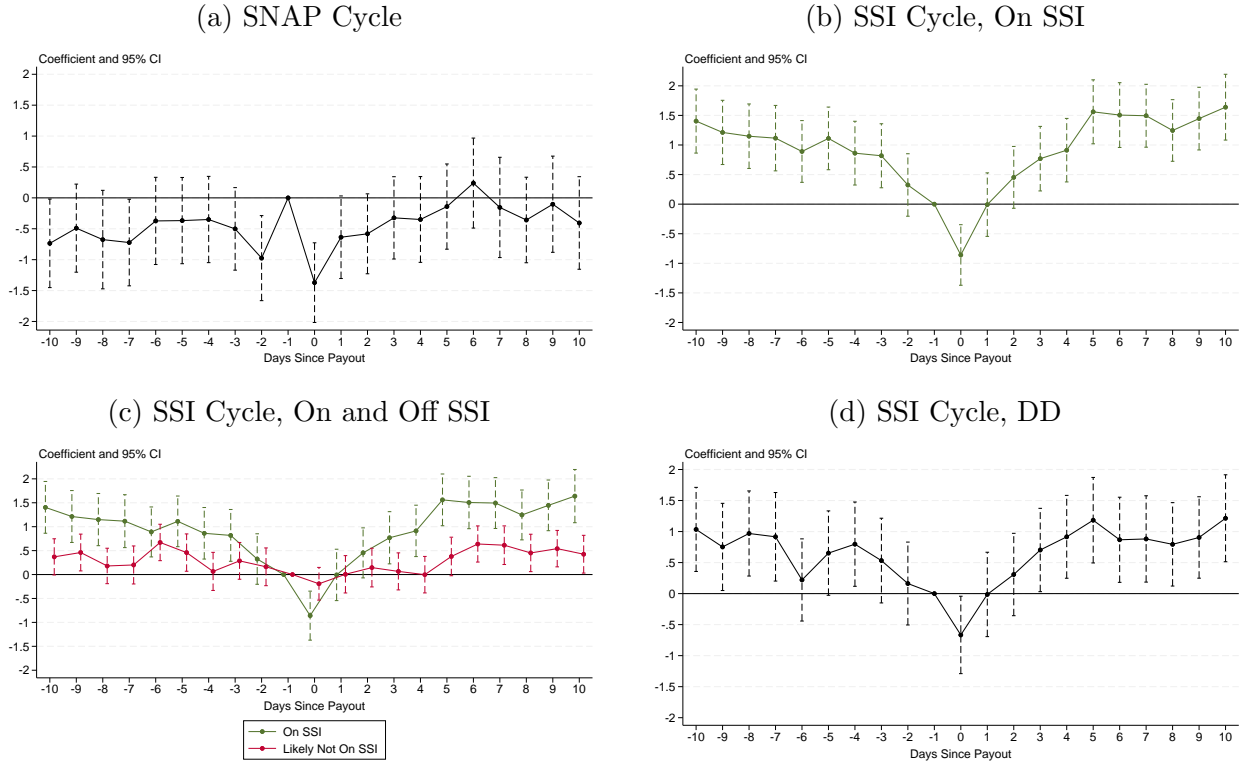 (a) SNAP Cycle
Coefficient and 95% CI
2
1.5
1
.5
0
-.5
-1
-1.5
-2
-10 -9 -8 -7 -6 -5 -4 -3 -2 -1 0 1 2 3 4 5 6 7 8 9 10
Days Since Payout
(b) SSI Cycle, On SSI
Coefficient and 95% CI
2
1.5
1
.5
0
-.5
-1
-1.5
-2
-10 -9 -8 -7 -6 -5 -4 -3 -2 -1 0 1 2 3 4 5 6 7 8 9 10
Days Since Payout
(c) SSI Cycle, On and Off SSI
Coefficient and 95% CI
2
1.5
1
.5
0
-.5
-1
-1.5
-2
-10 -9 -8 -7 -6 -5 -4 -3 -2 -1 0 1 2 3 4 5 6 7 8 9 10
Days Since Payout
On SSI
Likely Not On SSI
(d) SSI Cycle, DD
Coefficient and 95% CI
2
1.5
1
.5
0
-.5
-1
-1.5
-2
-10 -9 -8 -7 -6 -5 -4 -3 -2 -1 0 1 2 3 4 5 6 7 8 9 10
Days Since Payout